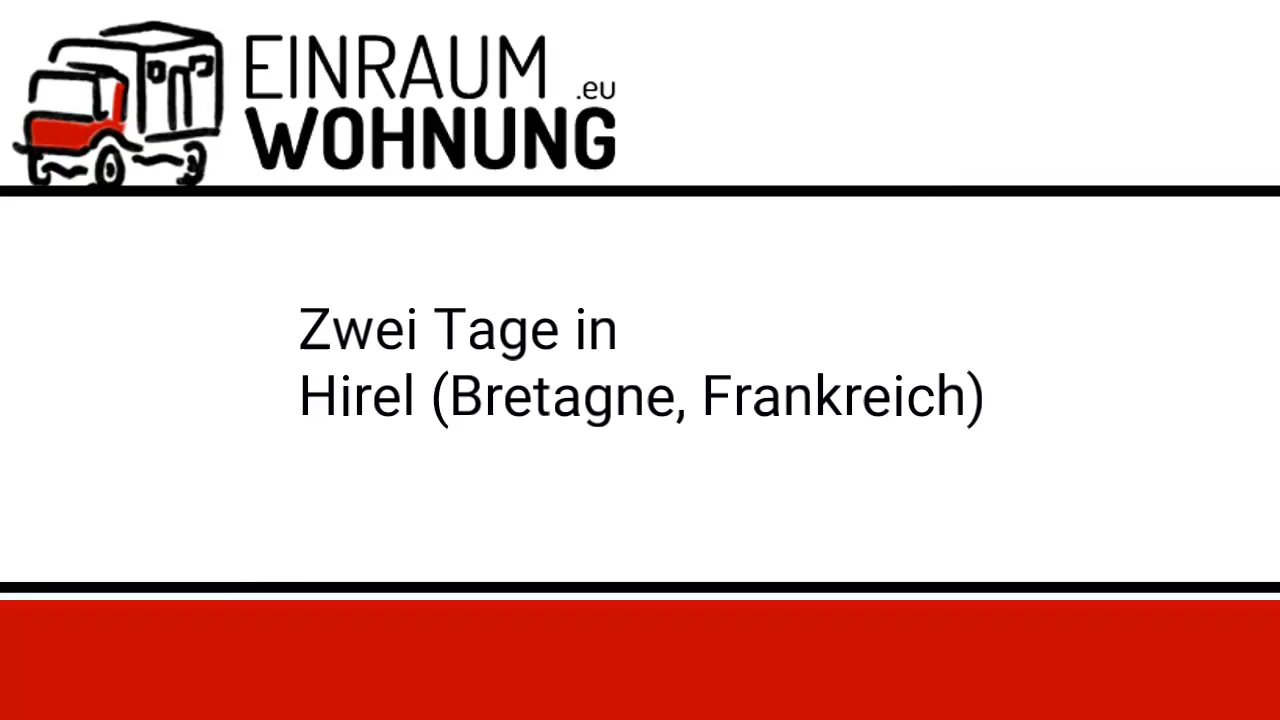 EINRAUM
.eu
WOHNUNG
Zwei Tage in
Hirel (Bretagne, Frankreich)